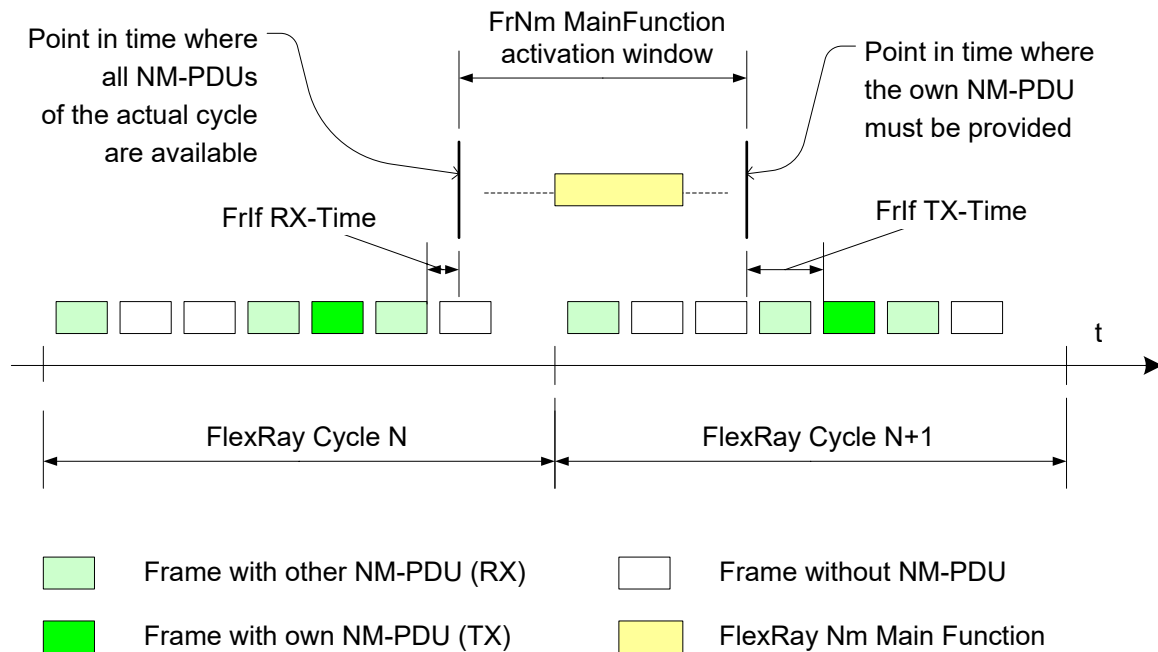 FrNm MainFunction
activation window
Point in time where
all NM-PDUs
of the actual cycle
are available
Point in time where
the own NM-PDU
must be provided
FrIf RX-Time
FrIf TX-Time
t
FlexRay Cycle N
FlexRay Cycle N+1
Frame with other NM-PDU (RX)
Frame without NM-PDU
Frame with own NM-PDU (TX)
FlexRay Nm Main Function